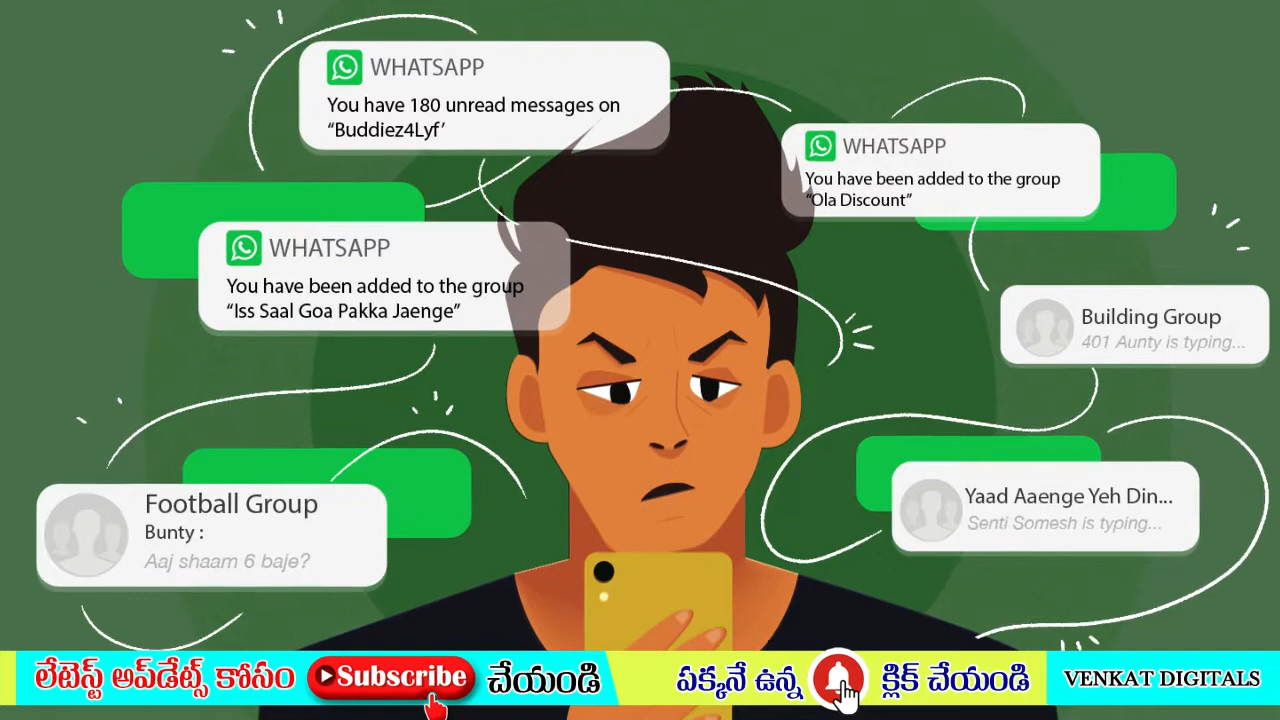 WHATSAPP
You have 180 unread messages on
“Buddiez4Lyf’
WHATSAPP
You have been added to the group
“Ola Discount”
WHATSAPP
You have been added to the group
“Iss Saal Goa Pakka Jaenge”
Building Group
401 Aunty is typing...
Football Group
Bunty :
Aaj shaam 6 baje?
Yaad Aaenge Yeh Din...
Senti Somesh is typing...
లేటెస్ట్ అప్‌డేట్స్ కోసం Subscribe చేయండి పక్కనే ఉన్న క్లిక్ చేయండి VENKAT DIGITALS